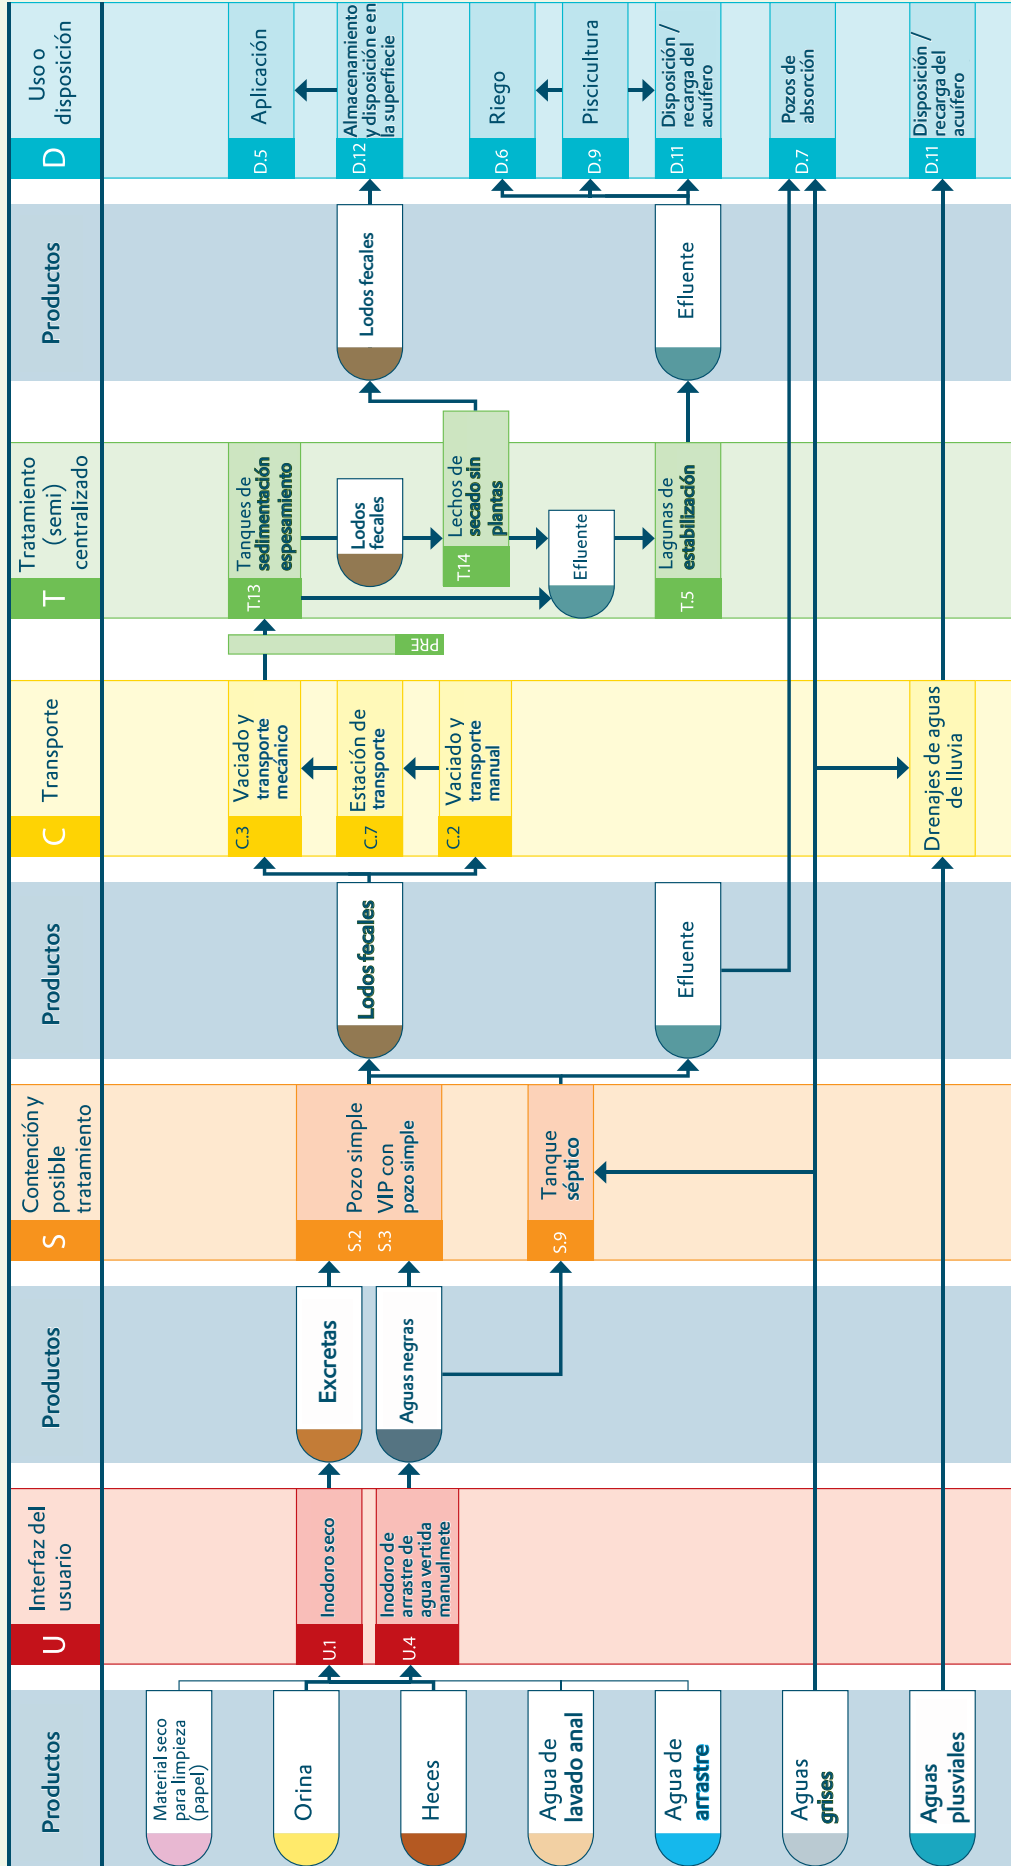 Productos
U
Interfaz del
usuario
Productos
S
Contención y
posible
tratamiento
Productos
C
Transporte
T
Tratamiento
(semi)
centralizado
Productos
D
Uso o
disposición
Material seco
para limpieza
(papel)
Orina
Heces
Agua de
lavado anal
Agua de
arrastre
Aguas
grises
Aguas
plusviales
U.1
Inodoro seco
U.4
Inodoro de
arrastre de
agua vertida
manualmete
Excretas
Aguas negras
S.2
Pozo simple
S.3
VIP con
pozo simple
S.9
Tanque
séptico
Lodos fecales
Efluente
C.3
Vaciado y
transporte
mecánico
C.7
Estación de
transporte
C.2
Vaciado y
transporte
manual
Drenajes de aguas
de lluvia
PRE
T.13
Tanques de
sedimentación
espesamiento
Lodos
fecales
T.14
Lechos de
secado sin
plantas
Efluente
T.5
Lagunas de
estabilización
Lodos fecales
Efluente
D.5
Aplicación
D.12
Almacenamiento
y disposición e en
la superfiecie
D.6
Riego
D.9
Piscicultura
D.11
Disposición /
recarga del
acuífero
D.7
Pozos de
absorción
D.11
Disposición /
recarga del
acuífero